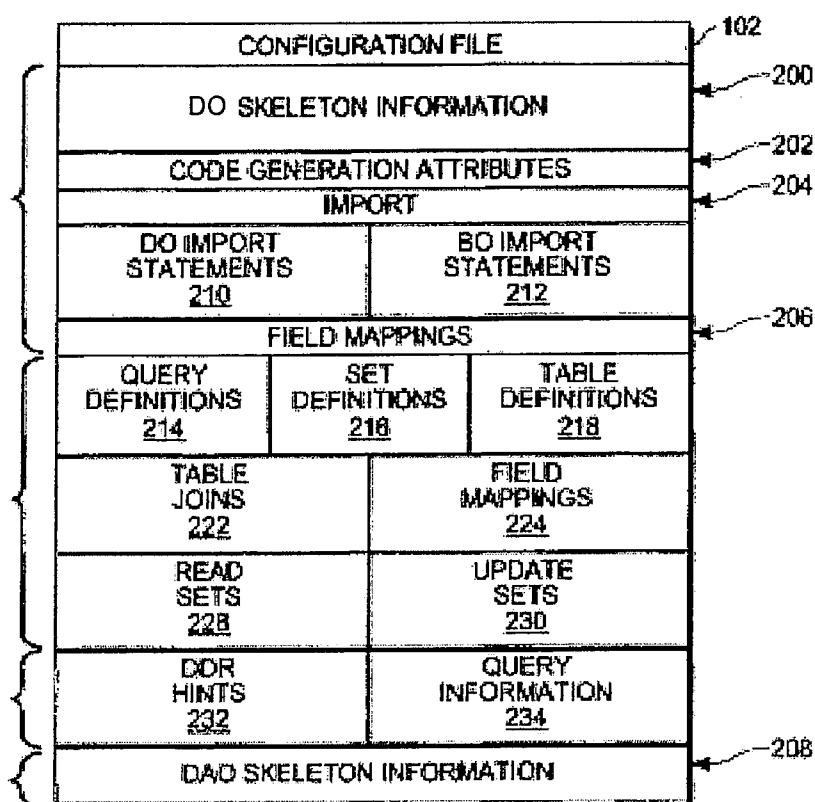 CONFIGURATION FILE
102
DO SKELETON INFORMATION
200
CODE GENERATION ATTRIBUTES
202
IMPORT
204
DO IMPORT
STATEMENTS
210
BO IMPORT
STATEMENTS
212
FIELD MAPPINGS
206
QUERY
DEFINITIONS
214
SET
DEFINITIONS
216
TABLE
DEFINITIONS
218
TABLE
JOINS
222
FIELD
MAPPINGS
224
READ
SETS
228
UPDATE
SETS
230
DDR
HINTS
232
QUERY
INFORMATION
234
DAO SKELETON INFORMATION
208